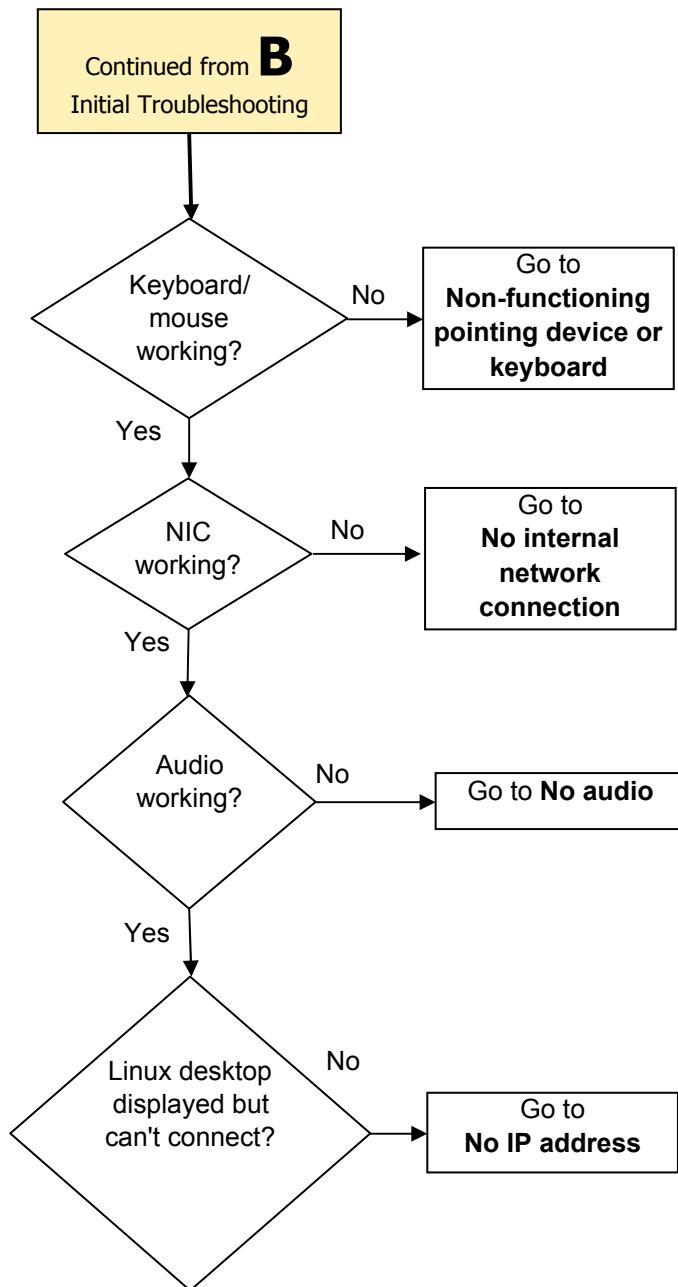 Continued from B
Initial Troubleshooting
Keyboard/
mouse
working?
No
Go to
Non-functioning
pointing device or
keyboard
Yes
NIC
working?
No
Go to
No internal
network
connection
Yes
Audio
working?
No
Go to No audio
Yes
Linux desktop
displayed but
can't connect?
No
Go to
No IP address